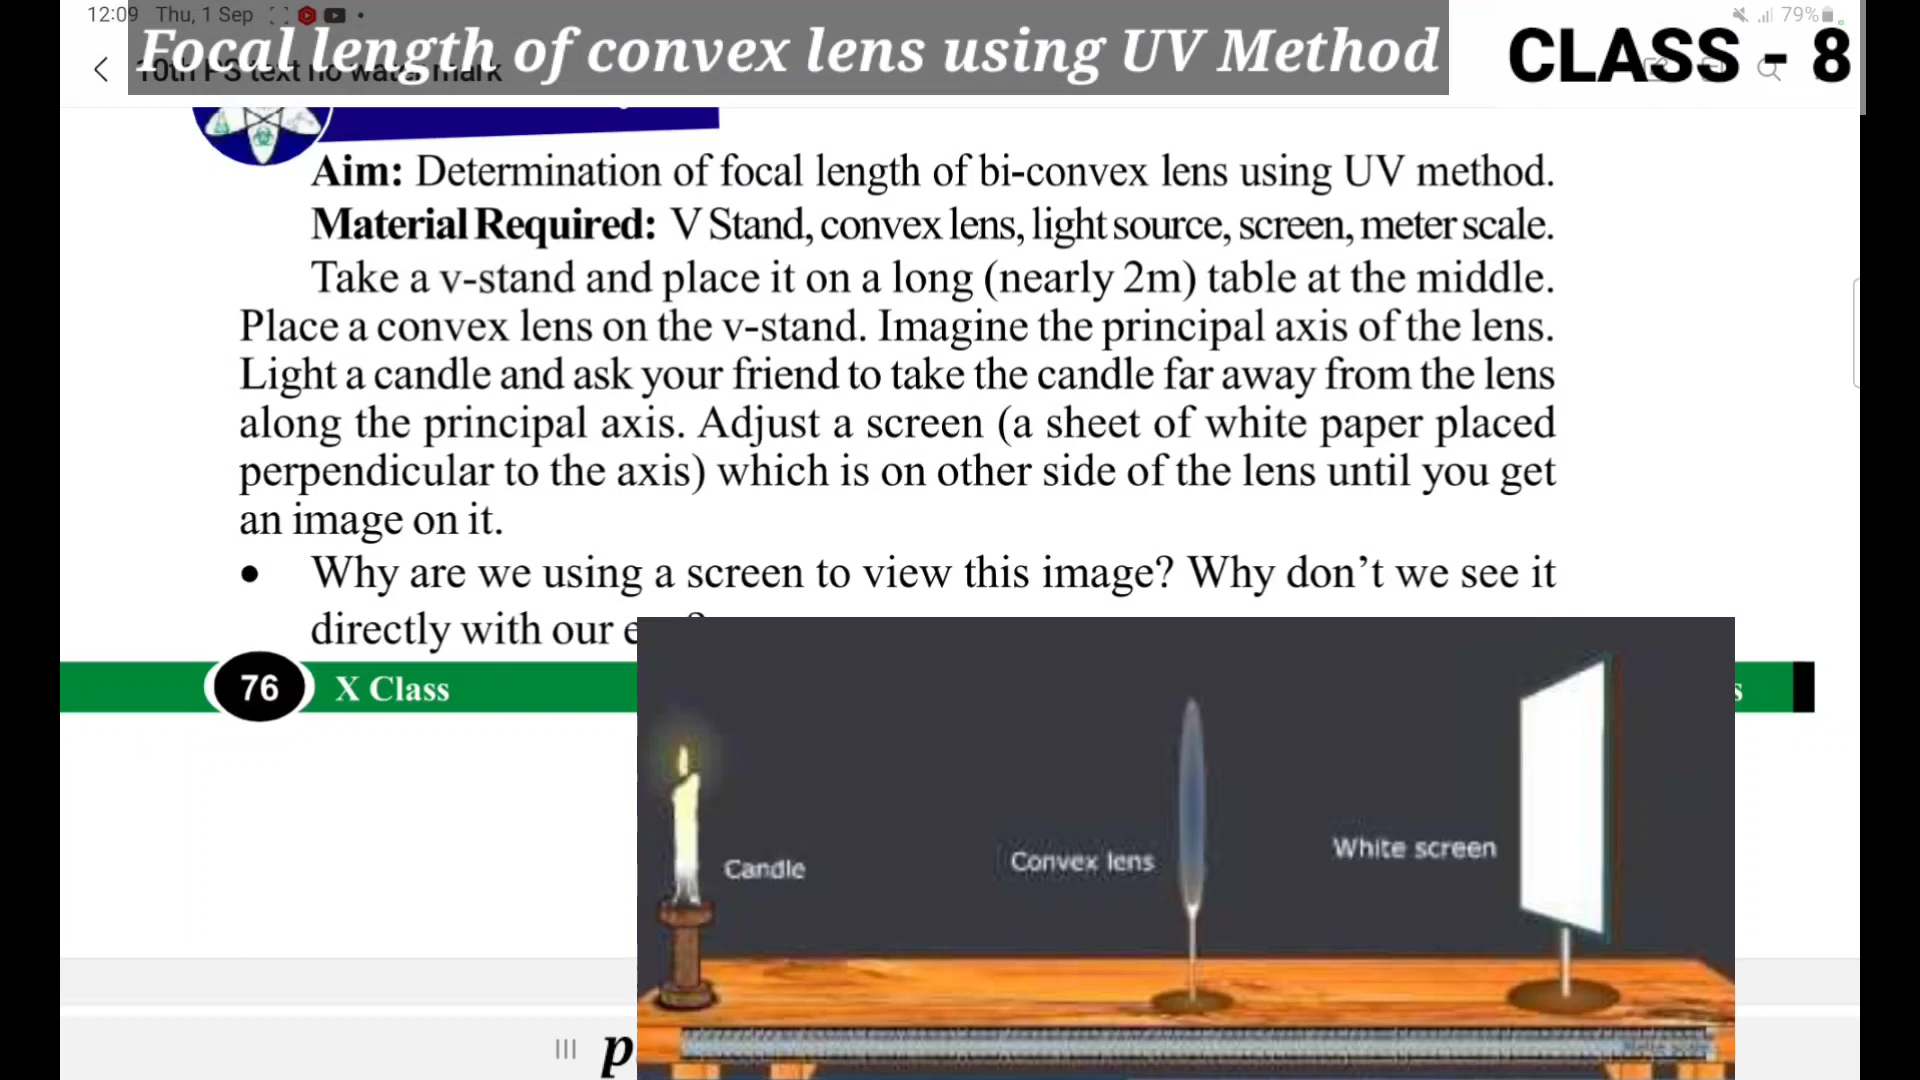 12:09 Thu, 1 Sep
79%
Focal length of convex lens using UV Method
CLASS - 8
10th PS text no water mark
Aim: Determination of focal length of bi-convex lens using UV method.
Material Required: V Stand, convex lens, light source, screen, meter scale.
Take a v-stand and place it on a long (nearly 2m) table at the middle.
Place a convex lens on the v-stand. Imagine the principal axis of the lens.
Light a candle and ask your friend to take the candle far away from the lens
along the principal axis. Adjust a screen (a sheet of white paper placed
perpendicular to the axis) which is on other side of the lens until you get
an image on it.
• Why are we using a screen to view this image? Why don’t we see it
directly with our
76 X Class
s
Candle
Convex lens
White screen
p